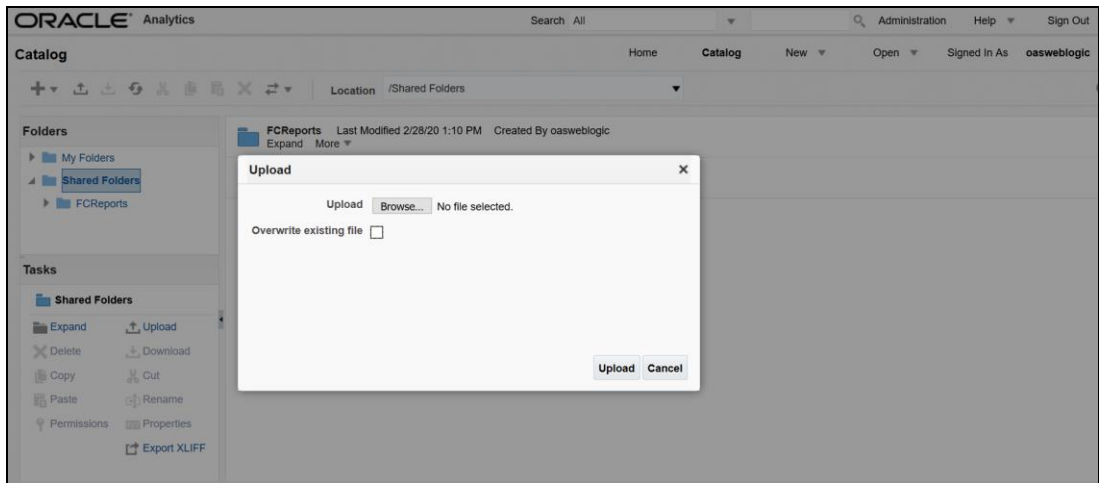 ORACLE Analytics Search All Administration Help Sign Out
Catalog Home Catalog New Open Signed In As oasweblogic
Location /Shared Folders
Folders
My Folders
Shared Folders
FCReports
FCReports Last Modified 2/28/20 1:10 PM Created By oasweblogic
Expand More
Upload
Upload Browse... No file selected.
Overwrite existing file
Upload Cancel
Tasks
Shared Folders
Expand Upload
Delete Download
Copy Cut
Paste Rename
Permissions Properties
Export XLIFF